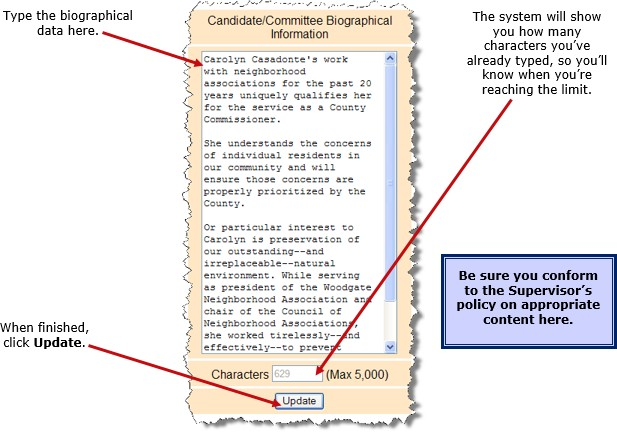 Type the biographical
data here.
Candidate/Committee Biographical
Information
The system will show
you how many
characters you've
already typed, so you'll
know when you're
reaching the limit.
Carolyn Casadonte's work
with neighborhood
associations for the past 20
years uniquely qualifies her
for the service as a County
Commissioner.
She understands the concerns
of individual residents in
our community and will
ensure those concerns are
properly prioritized by the
County.
Or particular interest to
Carolyn is preservation of
our outstanding--and
irreplaceable--natural
environment. While serving
as president of the Woodgate
Neighborhood Association and
chair of the Council of
Neighborhood Associations,
she worked tirelessly--and
effectively--to prevent
Be sure you conform
to the Supervisor's
policy on appropriate
content here.
When finished,
click Update.
Characters 629 (Max 5,000)
Update